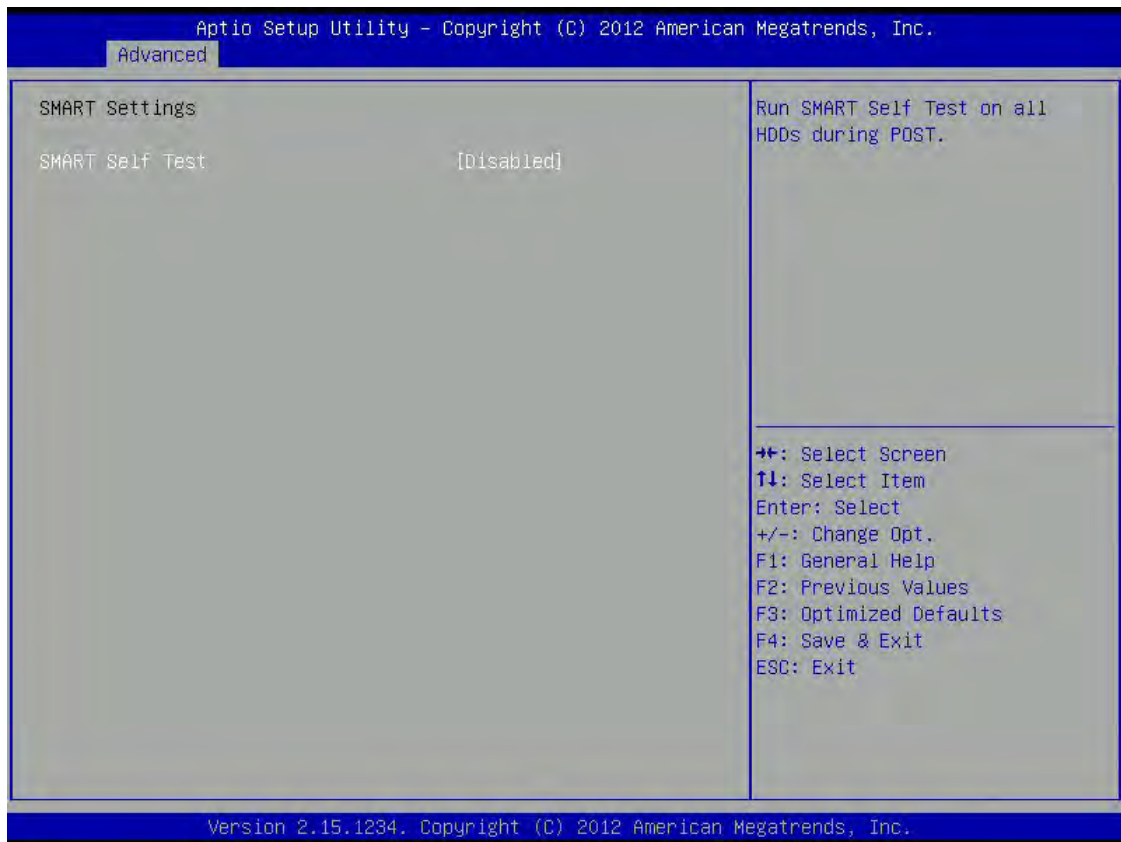 Aptio Setup Utility – Copyright (C) 2012 American Megatrends, Inc.
Advanced
SMART Settings
SMART Self Test [Disabled]
Run SMART Self Test on all
HDDs during POST.
→←: Select Screen
↑↓: Select Item
Enter: Select
+/-: Change Opt.
F1: General Help
F2: Previous Values
F3: Optimized Defaults
F4: Save & Exit
ESC: Exit
Version 2.15.1234. Copyright (C) 2012 American Megatrends, Inc.